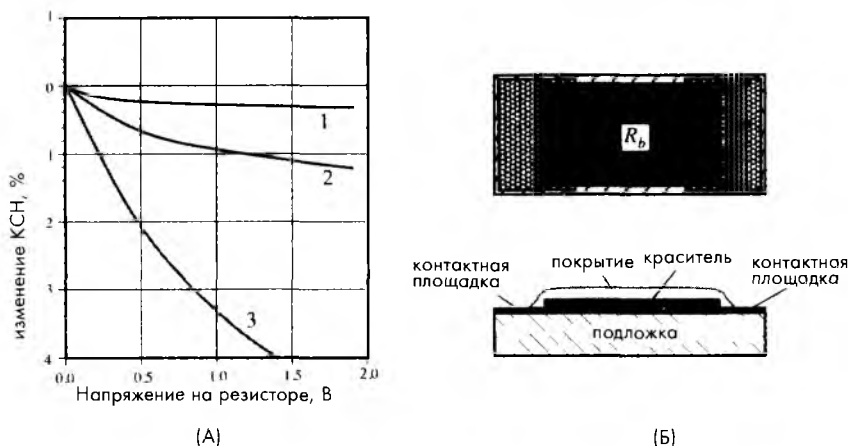 1
0
1
2
3
4
изменение КСН, %
1
2
3
0.0
0.5
1.0
1.5
2.0
Напряжение на резисторе, В
(А)
R_b
контактная
площадка
покрытие
краситель
контактная
площадка
подложка
(Б)